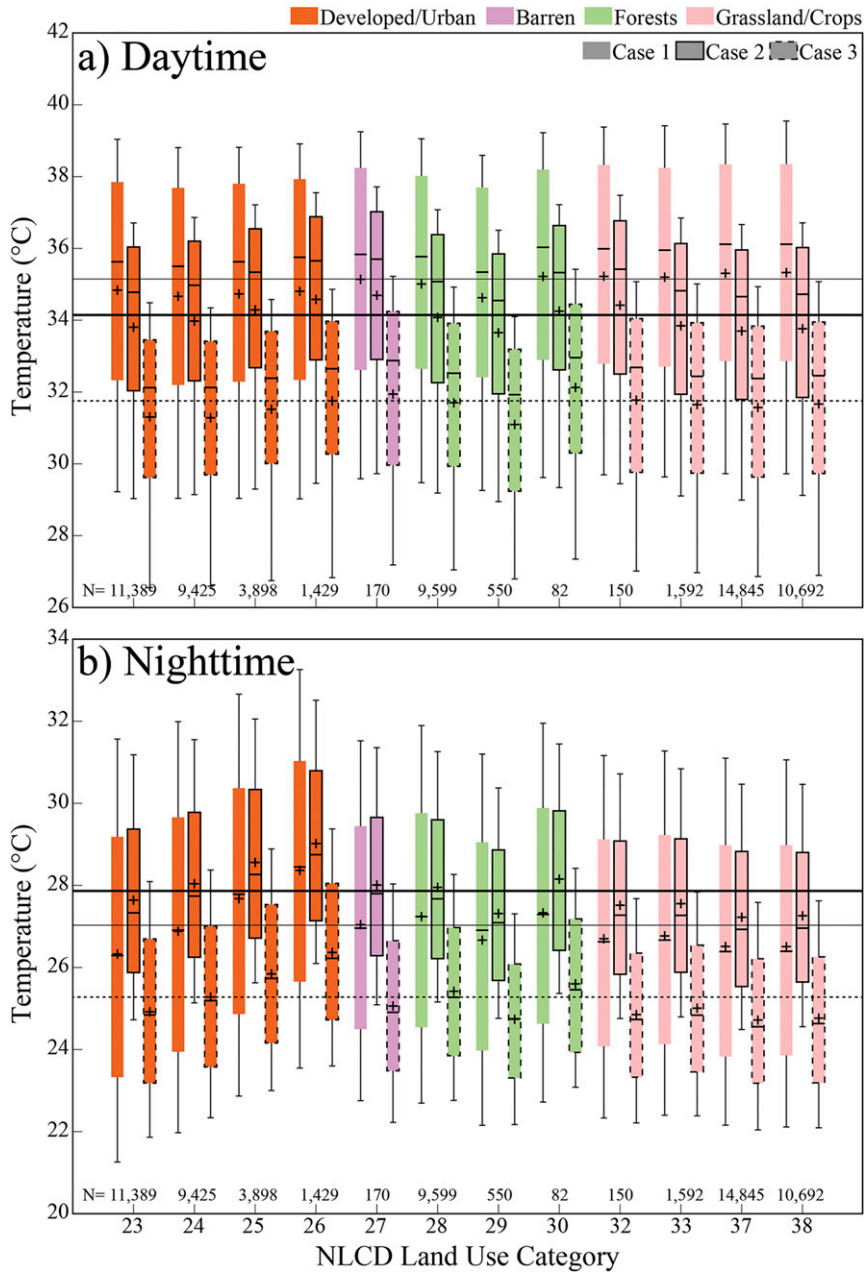 Developed/Urban Barren Forests Grassland/Crops
Case 1 Case 2 Case 3
a) Daytime
Temperature (°C)
42
40
38
36
34
32
30
28
26
N= 11,389 9,425 3,898 1,429 170 9,599 550 82 150 1,592 14,845 10,692
b) Nighttime
Temperature (°C)
34
32
30
28
26
24
22
20
N= 11,389 9,425 3,898 1,429 170 9,599 550 82 150 1,592 14,845 10,692
23 24 25 26 27 28 29 30 32 33 37 38
NLCD Land Use Category